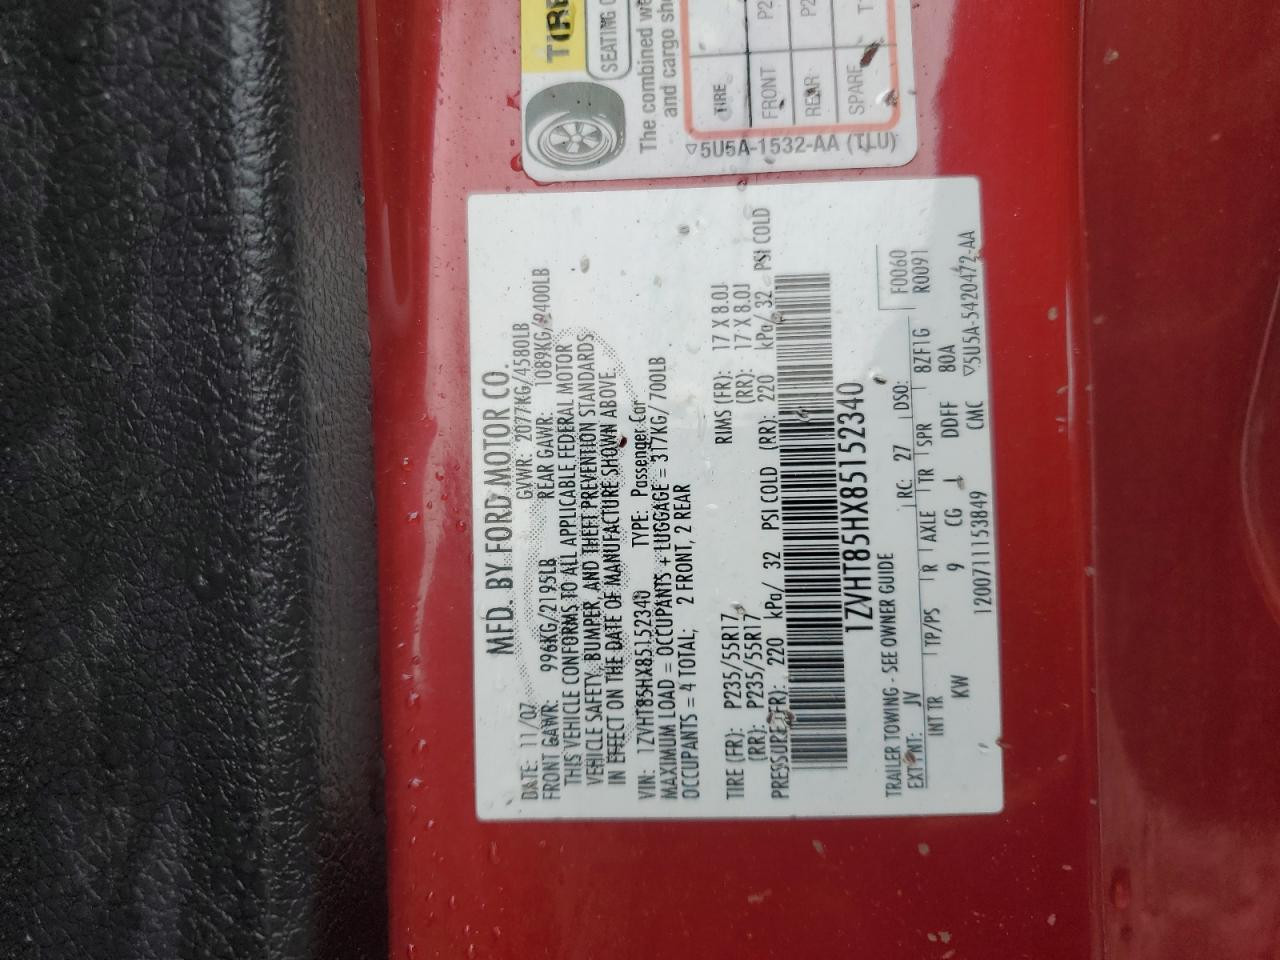 MFD. BY FORD MOTOR CO.
DATE: 11/07 GVWR: 2077KG/4580LB
FRONT GAWR: 996KG/2195LB REAR GAWR: 1089KG/2400LB
THIS VEHICLE CONFORMS TO ALL APPLICABLE FEDERAL MOTOR
VEHICLE SAFETY, BUMPER, AND THEFT PREVENTION STANDARDS
IN EFFECT ON THE DATE OF MANUFACTURE SHOWN ABOVE.
VIN: 1ZVHT85HX85152340 TYPE: Passenger Car
MAXIMUM LOAD = OCCUPANTS + LUGGAGE = 317KG/700LB
OCCUPANTS = 4 TOTAL; 2 FRONT, 2 REAR
TIRE (FR): P235/55R17 RIMS (FR): 17 X 8.0J
(RR): P235/55R17 (RR): 17 X 8.0J
PRESSURE (FR): 220 kPa/ 32 PSI COLD (RR): 220 kPa/ 32 PSI COLD
1ZVHT85HX85152340
TRAILER TOWING - SEE OWNER GUIDE
EXT PNT: JV RC: 27 DSO: F0060
INT TR TP/PS R AXLE TR SPR 8ZF1G R0091
KW 9 CG J DDFF 80A
1200711153849 CMC ▽5U5A-5420472-AA
TIRE
SEATING
The combined
and cargo
TIRE
FRONT P2
REAR P2
SPARE T1
▽5U5A-1532-AA (TLU)